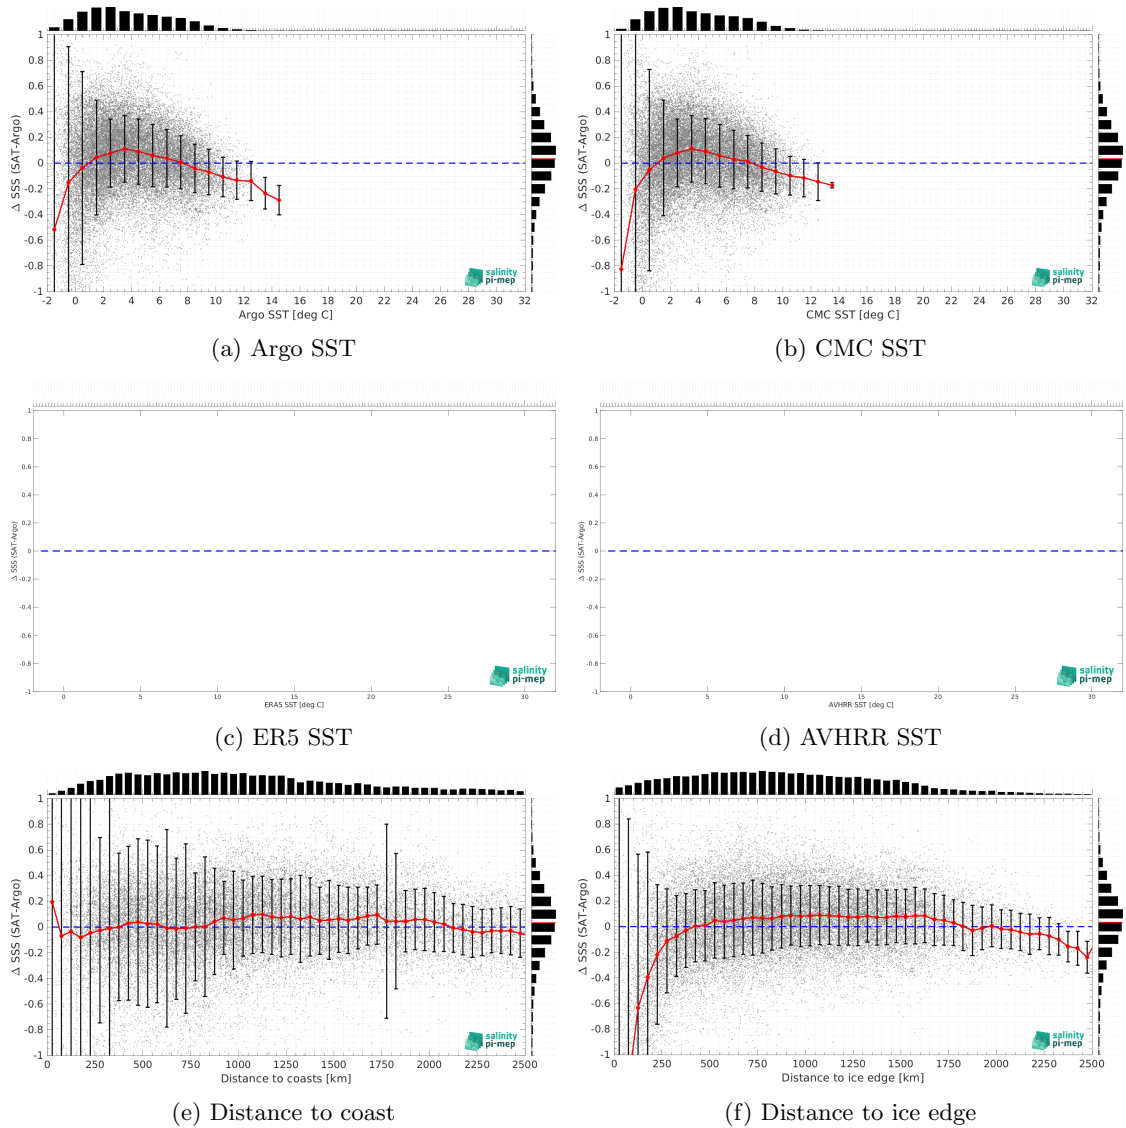 1
0.8
0.6
0.4
0.2
0
-0.2
-0.4
-0.6
-0.8
-1
Δ SSS (SAT-Argo)
salinity
pi-mep
-2 0 2 4 6 8 10 12 14 16 18 20 22 24 26 28 30 32
Argo SST [deg C]
(a) Argo SST
1
0.8
0.6
0.4
0.2
0
-0.2
-0.4
-0.6
-0.8
-1
Δ SSS (SAT-Argo)
salinity
pi-mep
-2 0 2 4 6 8 10 12 14 16 18 20 22 24 26 28 30 32
CMC SST [deg C]
(b) CMC SST
1
0.8
0.6
0.4
0.2
0
-0.2
-0.4
-0.6
-0.8
-1
Δ SSS (SAT-Argo)
salinity
pi-mep
0 5 10 15 20 25 30
ERA5 SST [deg C]
(c) ER5 SST
1
0.8
0.6
0.4
0.2
0
-0.2
-0.4
-0.6
-0.8
-1
Δ SSS (SAT-Argo)
salinity
pi-mep
0 5 10 15 20 25 30
AVHRR SST [deg C]
(d) AVHRR SST
1
0.8
0.6
0.4
0.2
0
-0.2
-0.4
-0.6
-0.8
-1
Δ SSS (SAT-Argo)
salinity
pi-mep
0 250 500 750 1000 1250 1500 1750 2000 2250 2500
Distance to coasts [km]
(e) Distance to coast
1
0.8
0.6
0.4
0.2
0
-0.2
-0.4
-0.6
-0.8
-1
Δ SSS (SAT-Argo)
salinity
pi-mep
0 250 500 750 1000 1250 1500 1750 2000 2250 2500
Distance to ice edge [km]
(f) Distance to ice edge